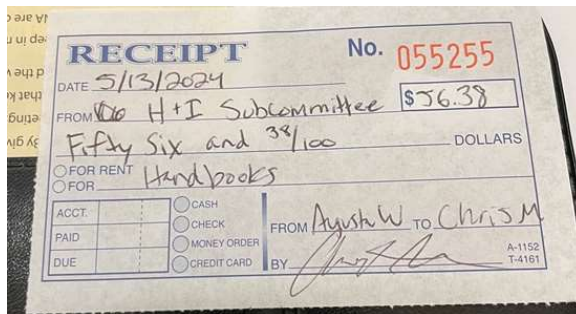 RECEIPT No. 055255
DATE 5/13/2024
FROM H+I Subcommittee $56.38
Fifty Six and 38/100 DOLLARS
FOR RENT
FOR Handbooks
ACCT.
PAID
DUE
CASH
CHECK
MONEY ORDER
CREDIT CARD
FROM Ayush W TO Chris M
BY
A-1152
T-4161